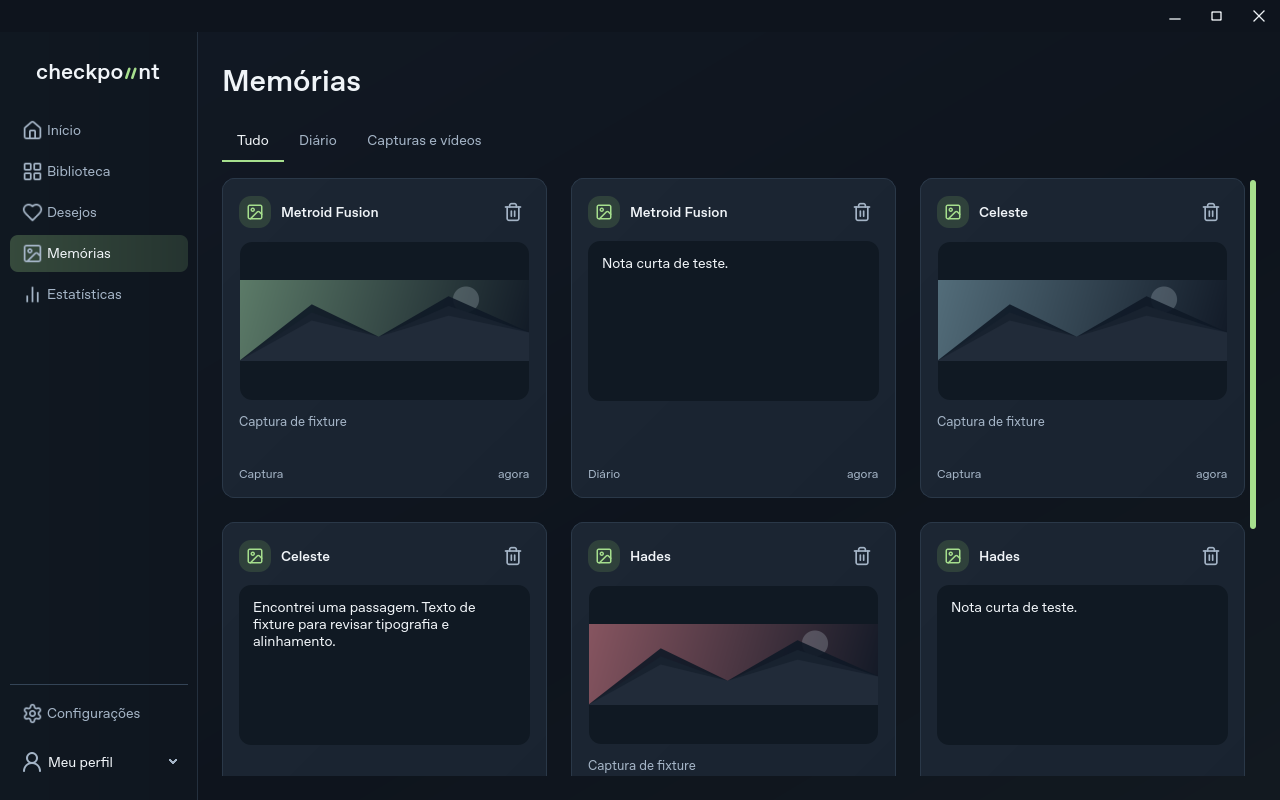 checkpoınt
Início
Biblioteca
Desejos
Memórias
Estatísticas
Configurações
Meu perfil
Memórias
Tudo
Diário
Capturas e vídeos
Metroid Fusion
Captura de fixture
Captura
agora
Metroid Fusion
Nota curta de teste.
Diário
agora
Celeste
Captura de fixture
Captura
agora
Celeste
Encontrei uma passagem. Texto de
fixture para revisar tipografia e
alinhamento.
Hades
Captura de fixture
Hades
Nota curta de teste.